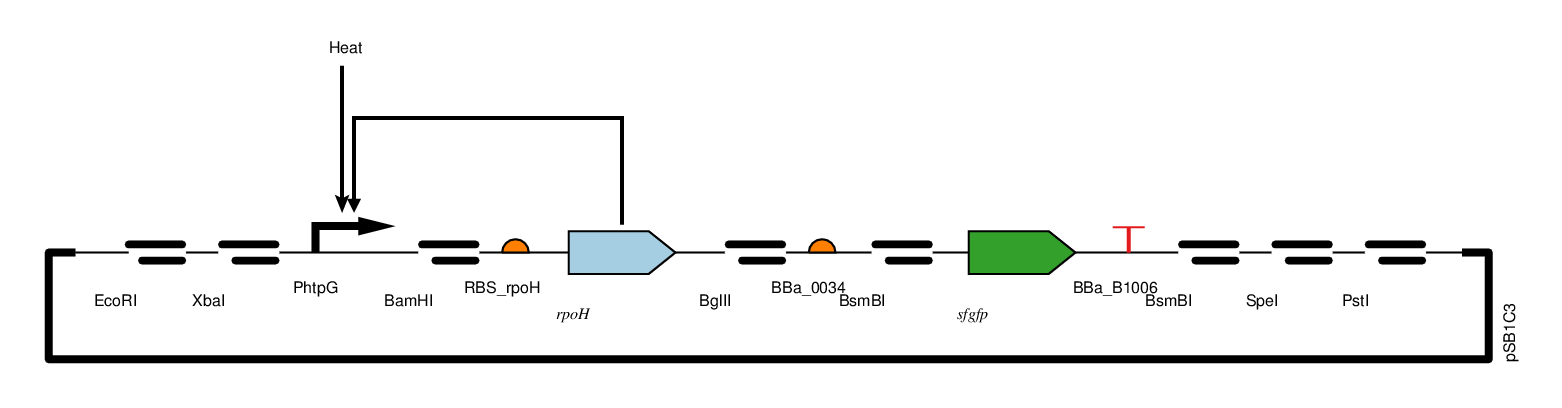 Heat
EcoRI
XbaI
PhtpG
BamHI
RBS_rpoH
rpoH
BglII
BBa_0034
BsmBI
sfgfp
BBa_B1006
BsmBI
SpeI
PstI
pSB1C3